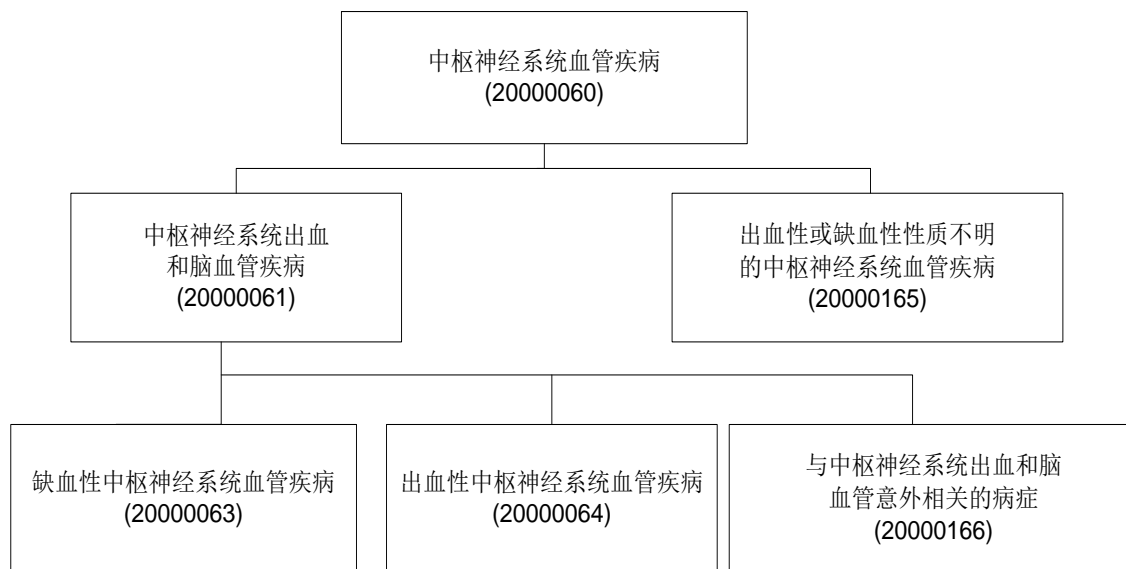 中枢神经系统血管疾病
(20000060)
中枢神经系统出血
和脑血管疾病
(20000061)
出血性或缺血性性质不明
的中枢神经系统血管疾病
(20000165)
缺血性中枢神经系统血管疾病
(20000063)
出血性中枢神经系统血管疾病
(20000064)
与中枢神经系统出血和脑
血管意外相关的病症
(20000166)